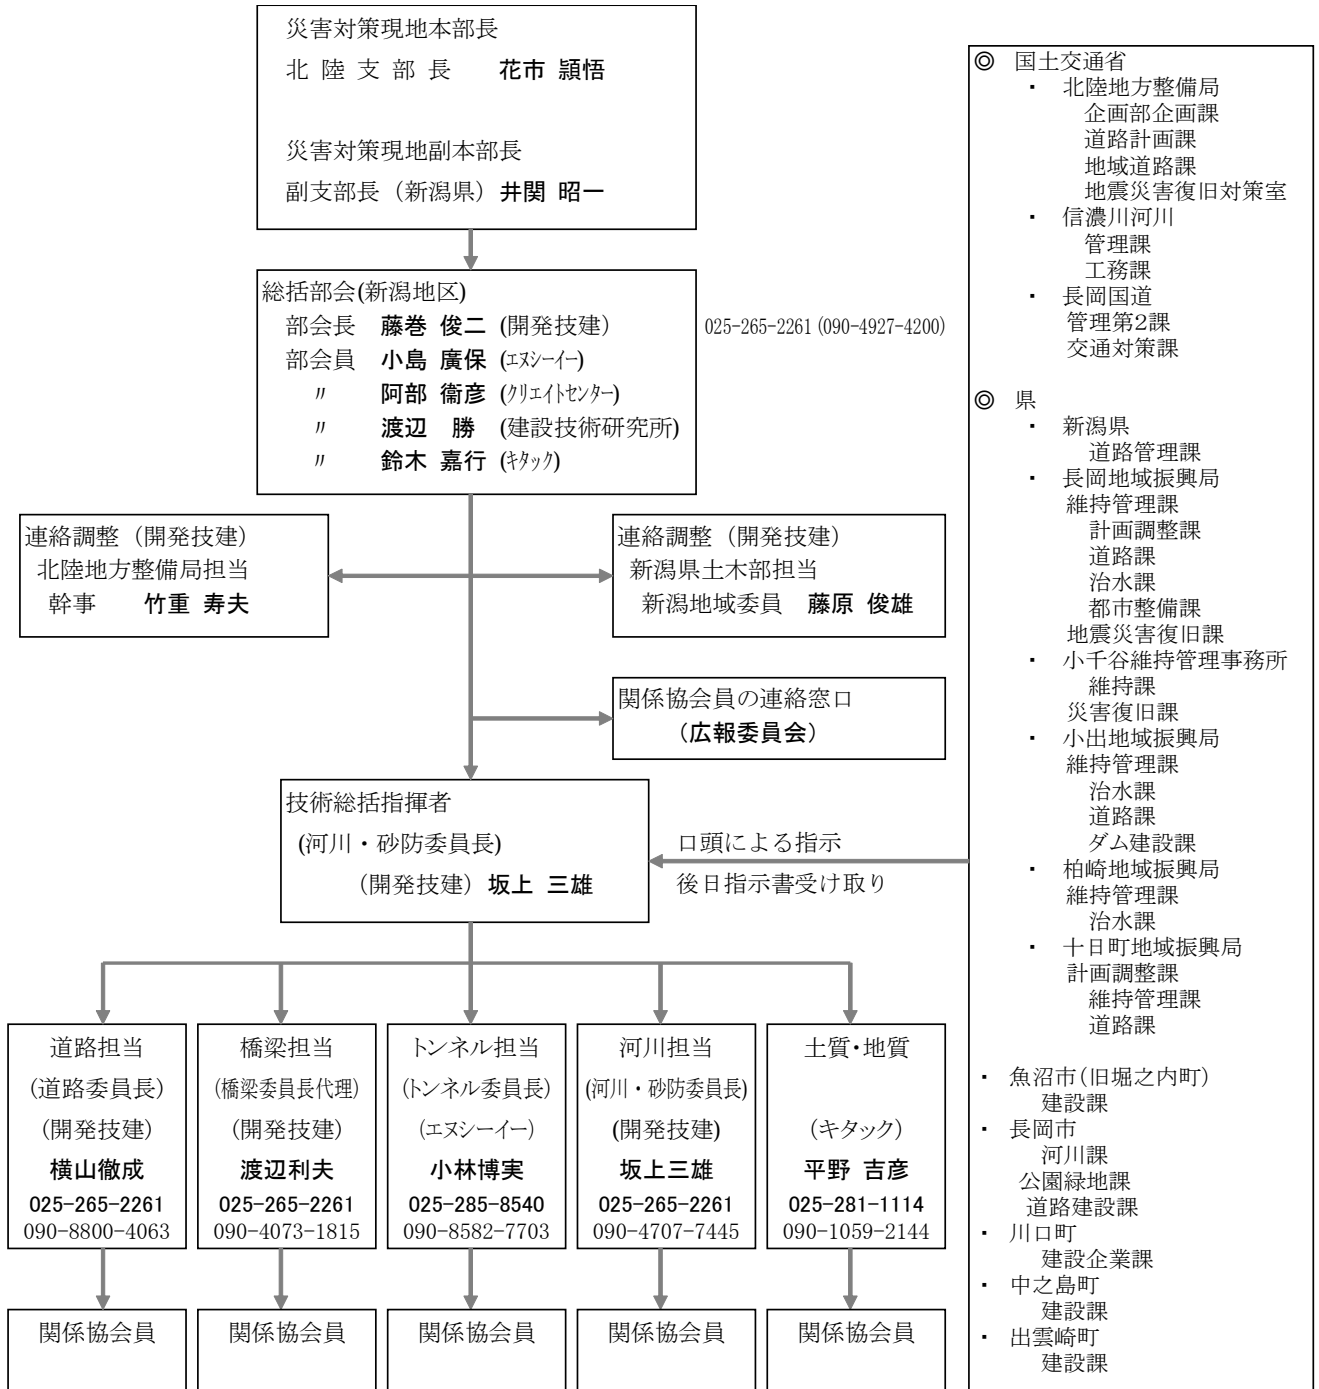 災害対策現地本部長
北 陸 支 部 長　花市 顕悟
災害対策現地副本部長
副支部長（新潟県）井関 昭一
総括部会(新潟地区)
部会長　藤巻 俊二 (開発技建)
025-265-2261 (090-4927-4200)
部会員　小島 廣保 (エヌシーイー)
〃　阿部 衞彦 (クリエイトセンター)
〃　渡辺　勝　(建設技術研究所)
〃　鈴木 嘉行 (キタック)
連絡調整（開発技建）
北陸地方整備局担当
幹事　竹重 寿夫
連絡調整（開発技建）
新潟県土木部担当
新潟地域委員　藤原 俊雄
関係協会員の連絡窓口
（広報委員会）
技術総括指揮者
(河川・砂防委員長)
（開発技建）坂上 三雄
口頭による指示
後日指示書受け取り
道路担当
(道路委員長)
(開発技建)
横山徹成
025-265-2261
090-8800-4063
橋梁担当
(橋梁委員長代理)
(開発技建)
渡辺利夫
025-265-2261
090-4073-1815
トンネル担当
(トンネル委員長)
(エヌシーイー)
小林博実
025-285-8540
090-8582-7703
河川担当
(河川・砂防委員長)
(開発技建)
坂上三雄
025-265-2261
090-4707-7445
土質・地質
(キタック)
平野 吉彦
025-281-1114
090-1059-2144
関係協会員
関係協会員
関係協会員
関係協会員
関係協会員
◎　国土交通省
・　北陸地方整備局
企画部企画課
道路計画課
地域道路課
地震災害復旧対策室
・　信濃川河川
管理課
工務課
・　長岡国道
管理第2課
交通対策課
◎　県
・　新潟県
道路管理課
・　長岡地域振興局
維持管理課
計画調整課
道路課
治水課
都市整備課
地震災害復旧課
・　小千谷維持管理事務所
維持課
災害復旧課
・　小出地域振興局
維持管理課
治水課
道路課
ダム建設課
・　柏崎地域振興局
維持管理課
治水課
・　十日町地域振興局
計画調整課
維持管理課
道路課
・　魚沼市(旧堀之内町)
建設課
・　長岡市
河川課
公園緑地課
道路建設課
・　川口町
建設企業課
・　中之島町
建設課
・　出雲崎町
建設課